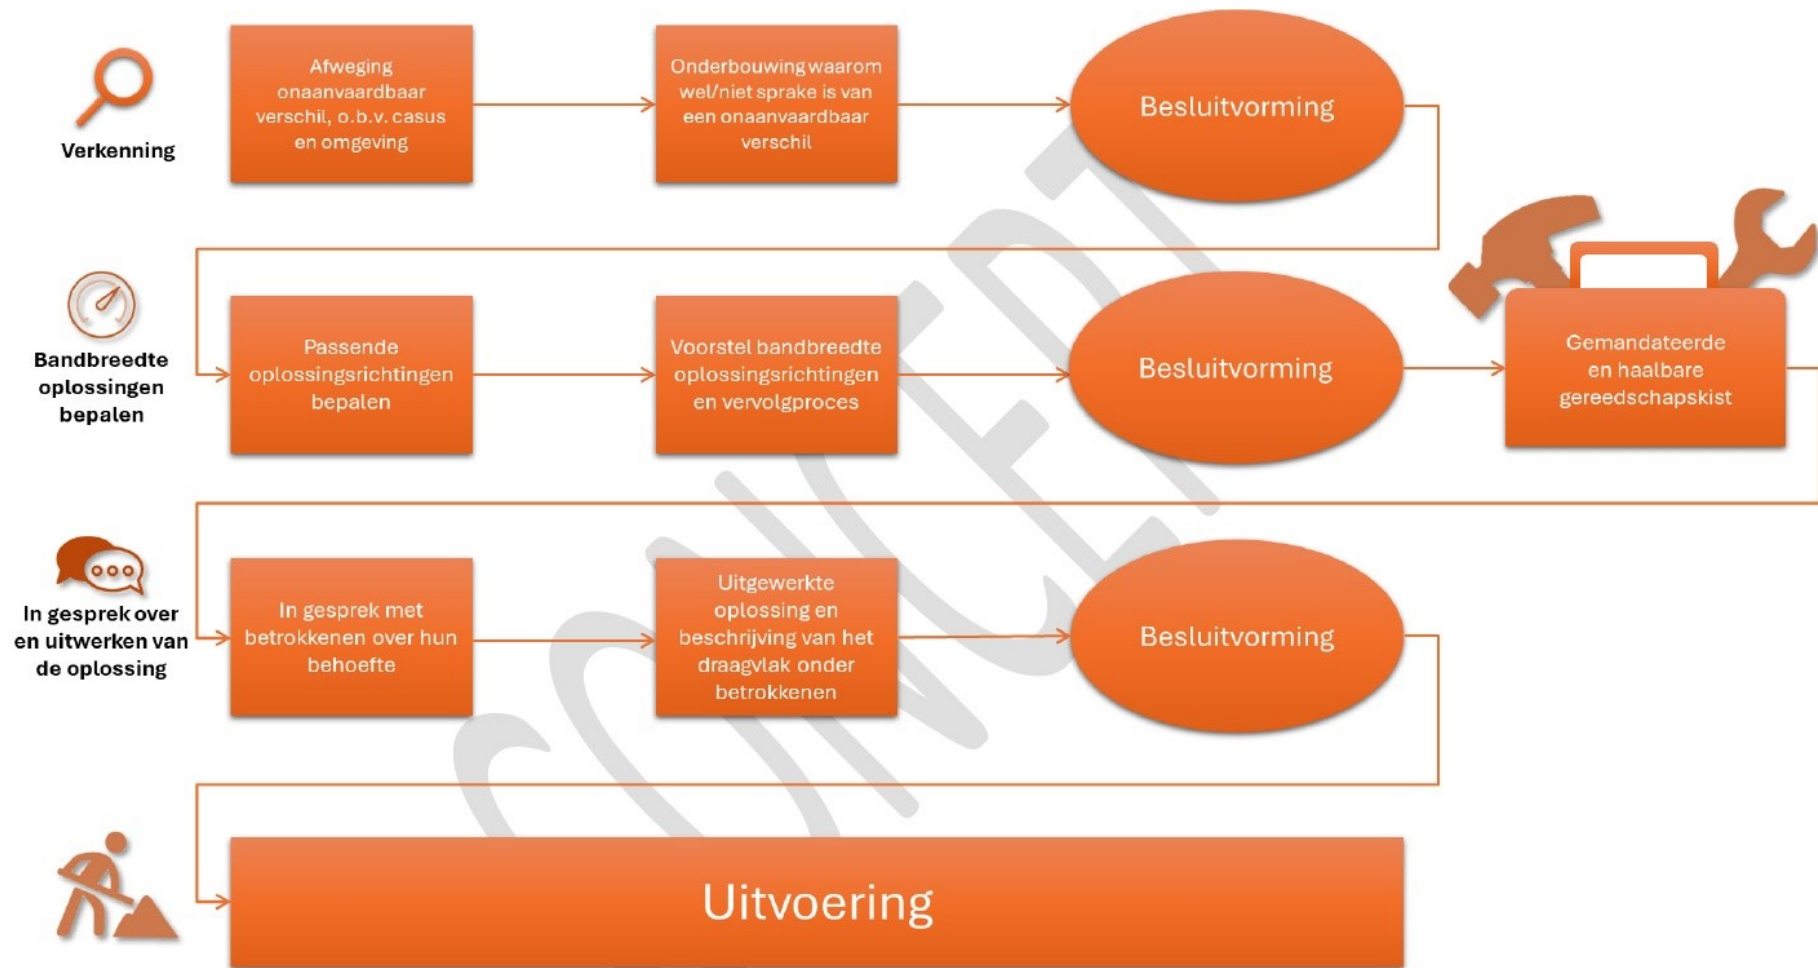 Verkenning
Afweging
onaanvaardbaar
verschil, o.b.v. casus
en omgeving
Onderbouwing waarom
wel/niet sprake is van
een onaaanvaardbaar
verschil
Besluitvorming
Bandbreedte
oplossingen
bepalen
Passende
oplossingsrichtingen
bepalen
Voorstel bandbreedte
oplossingsrichtingen
en vervolgproces
Besluitvorming
Gemandateerde
en haalbare
gereedschapskist
In gesprek over
en uitwerken van
de oplossing
In gesprek met
betrokkenen over hun
behoefte
Uitgewerkte
oplossing en
beschrijving van het
draagvlak onder
betrokkenen
Besluitvorming
Uitvoering
CONCEPT